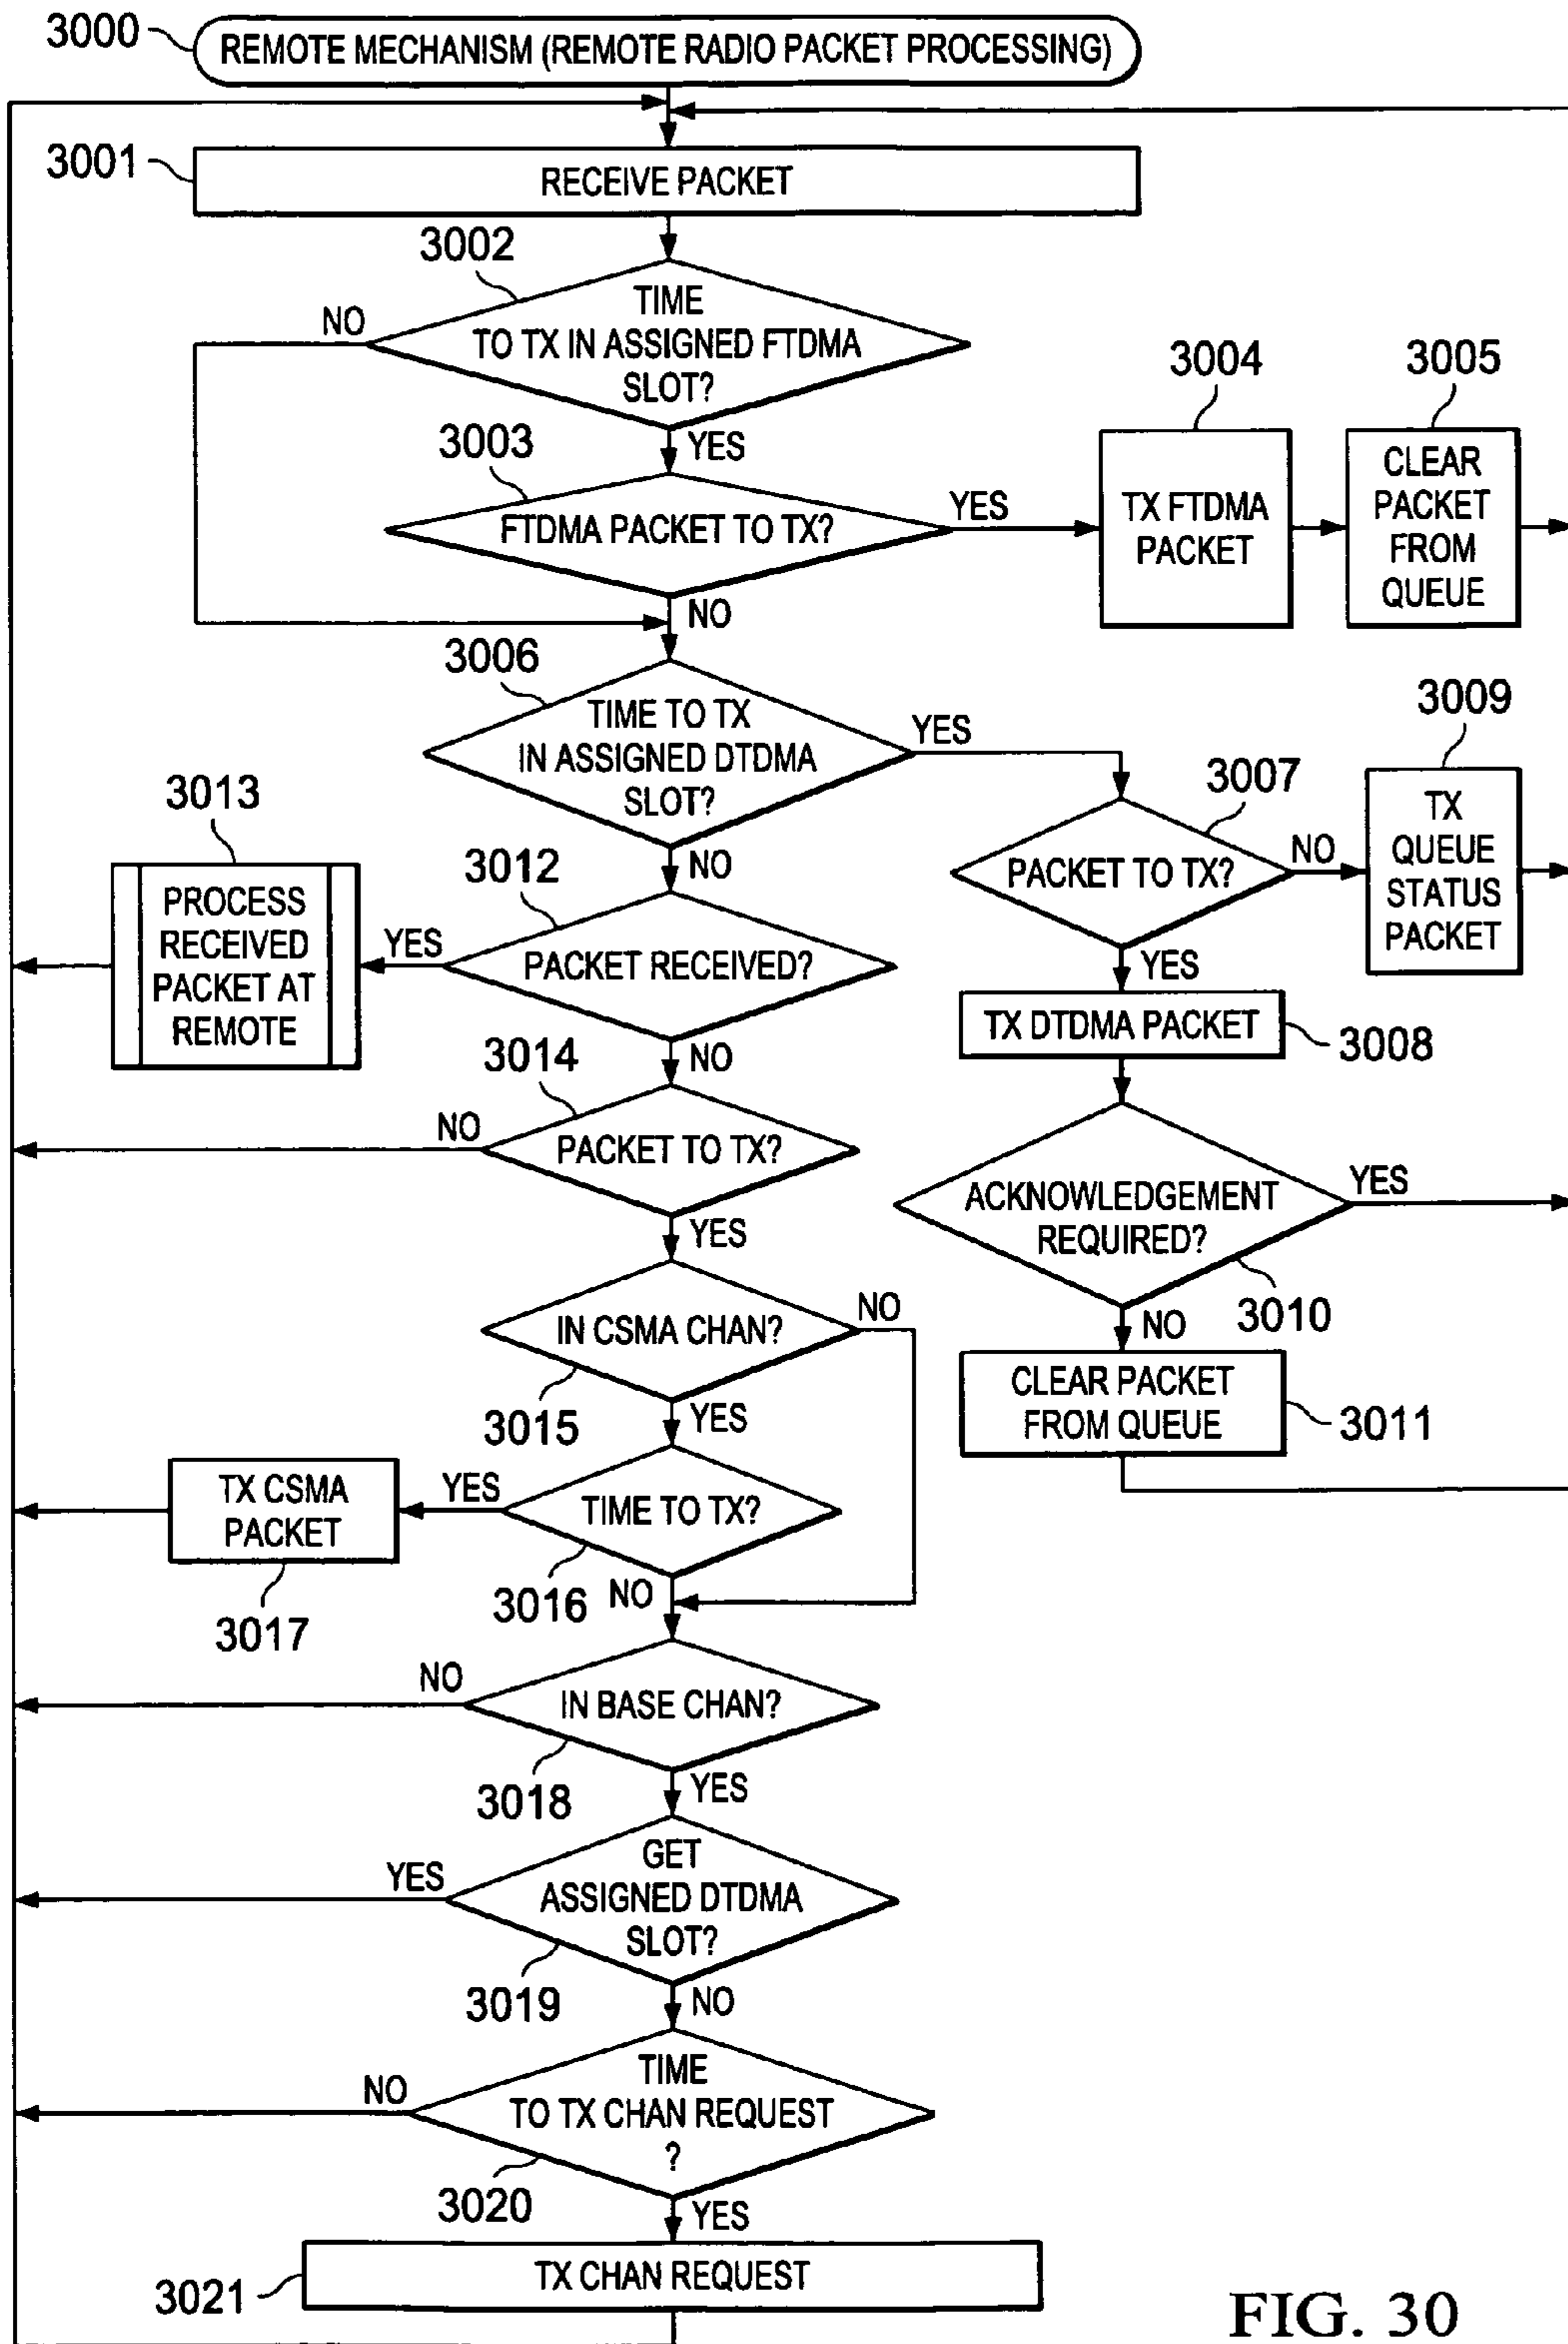 3000
REMOTE MECHANISM (REMOTE RADIO PACKET PROCESSING)
3001
RECEIVE PACKET
3002
TIME
TO TX IN ASSIGNED FTDMA
SLOT?
NO
YES
3003
FTDMA PACKET TO TX?
YES
NO
3004
TX FTDMA
PACKET
3005
CLEAR
PACKET
FROM
QUEUE
3006
TIME TO TX
IN ASSIGNED DTDMA
SLOT?
YES
NO
3007
PACKET TO TX?
NO
YES
3009
TX
QUEUE
STATUS
PACKET
TX DTDMA PACKET
3008
ACKNOWLEDGEMENT
REQUIRED?
YES
3010
NO
CLEAR PACKET
FROM QUEUE
3011
3012
PACKET RECEIVED?
YES
NO
3013
PROCESS
RECEIVED
PACKET AT
REMOTE
3014
PACKET TO TX?
NO
YES
IN CSMA CHAN?
NO
3015
YES
TIME TO TX?
YES
3016
NO
TX CSMA
PACKET
3017
IN BASE CHAN?
NO
3018
YES
GET
ASSIGNED DTDMA
SLOT?
YES
3019
NO
TIME
TO TX CHAN REQUEST
?
NO
3020
YES
TX CHAN REQUEST
3021
FIG. 30